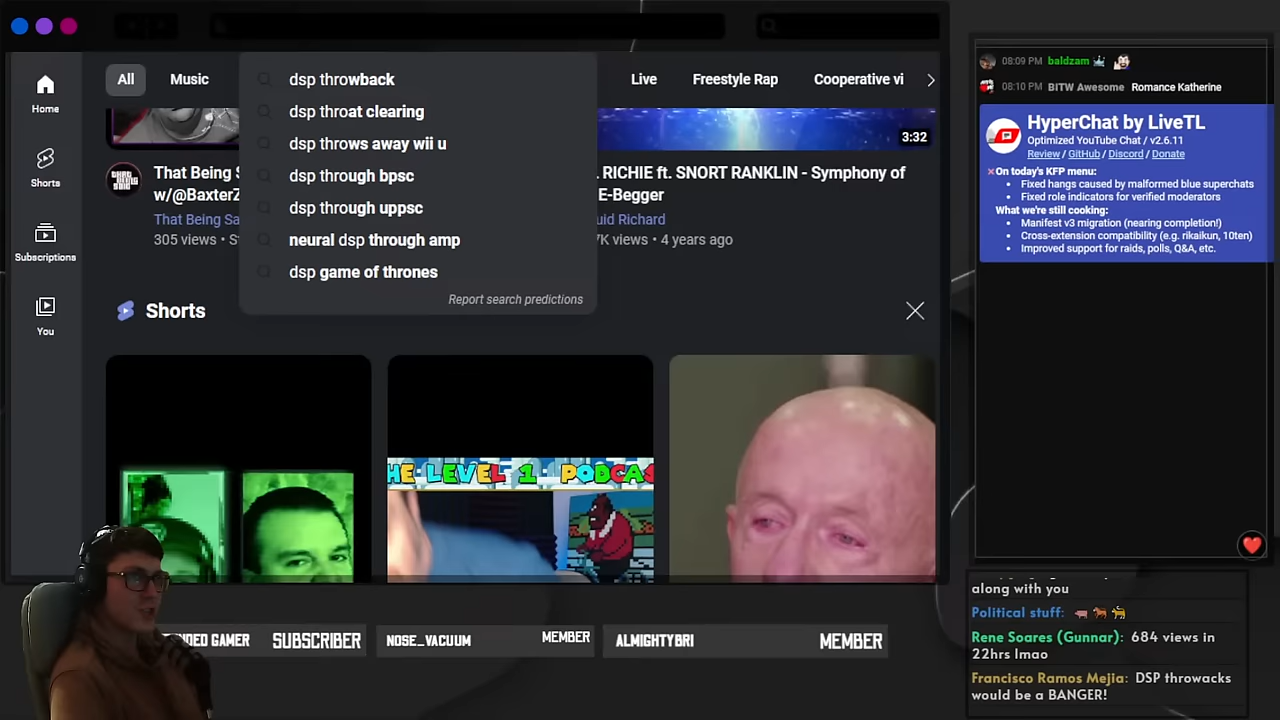 All
Music
Live
Freestyle Rap
Cooperative vi
Home
Shorts
Subscriptions
You
dsp throwback
dsp throat clearing
dsp throws away wii u
dsp through bpsc
dsp through uppsc
neural dsp through amp
dsp game of thrones
Report search predictions
That Being
w/@Baxter
That Being Sa
305 views • S
3:32
RICHIE ft. SNORT RANKLIN - Symphony of
E-Begger
uid Richard
7K views • 4 years ago
Shorts
HE LEVEL 1 PODCAS
NDED GAMER SUBSCRIBER
NOSE_VACUUM MEMBER
ALMIGHTYBRI MEMBER
08:09 PM baldzam
08:10 PM BITW Awesome Romance Katherine
HyperChat by LiveTL
Optimized YouTube Chat / v2.6.11
Review / GitHub / Discord / Donate
On today's KFP menu:
• Fixed hangs caused by malformed blue superchats
• Fixed role indicators for verified moderators
What we're still cooking:
• Manifest v3 migration (nearing completion!)
• Cross-extension compatibility (e.g. rikaikun, 10ten)
• Improved support for raids, polls, Q&A, etc.
along with you
Political stuff: 🐖 🐎 🐅
Rene Soares (Gunnar): 684 views in
22hrs lmao
Francisco Ramos Mejia: DSP throwacks
would be a BANGER!